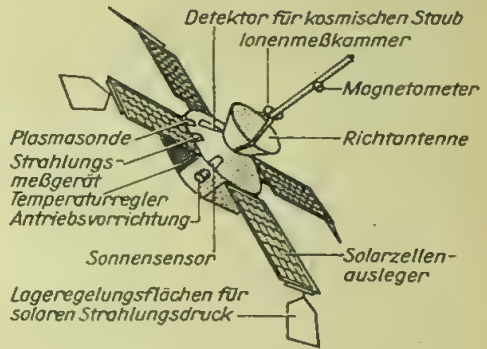 Detektor für kosmischen Staub
Ionenmeßkammer
Magnetometer
Richtantenne
Plasmasonde
Strahlungs-
meßgerät
Temperaturregler
Antriebsvorrichtung
Sonnensensor
Solarzellen-
ausleger
Lageregelungsflächen für
solaren Strahlungsdruck